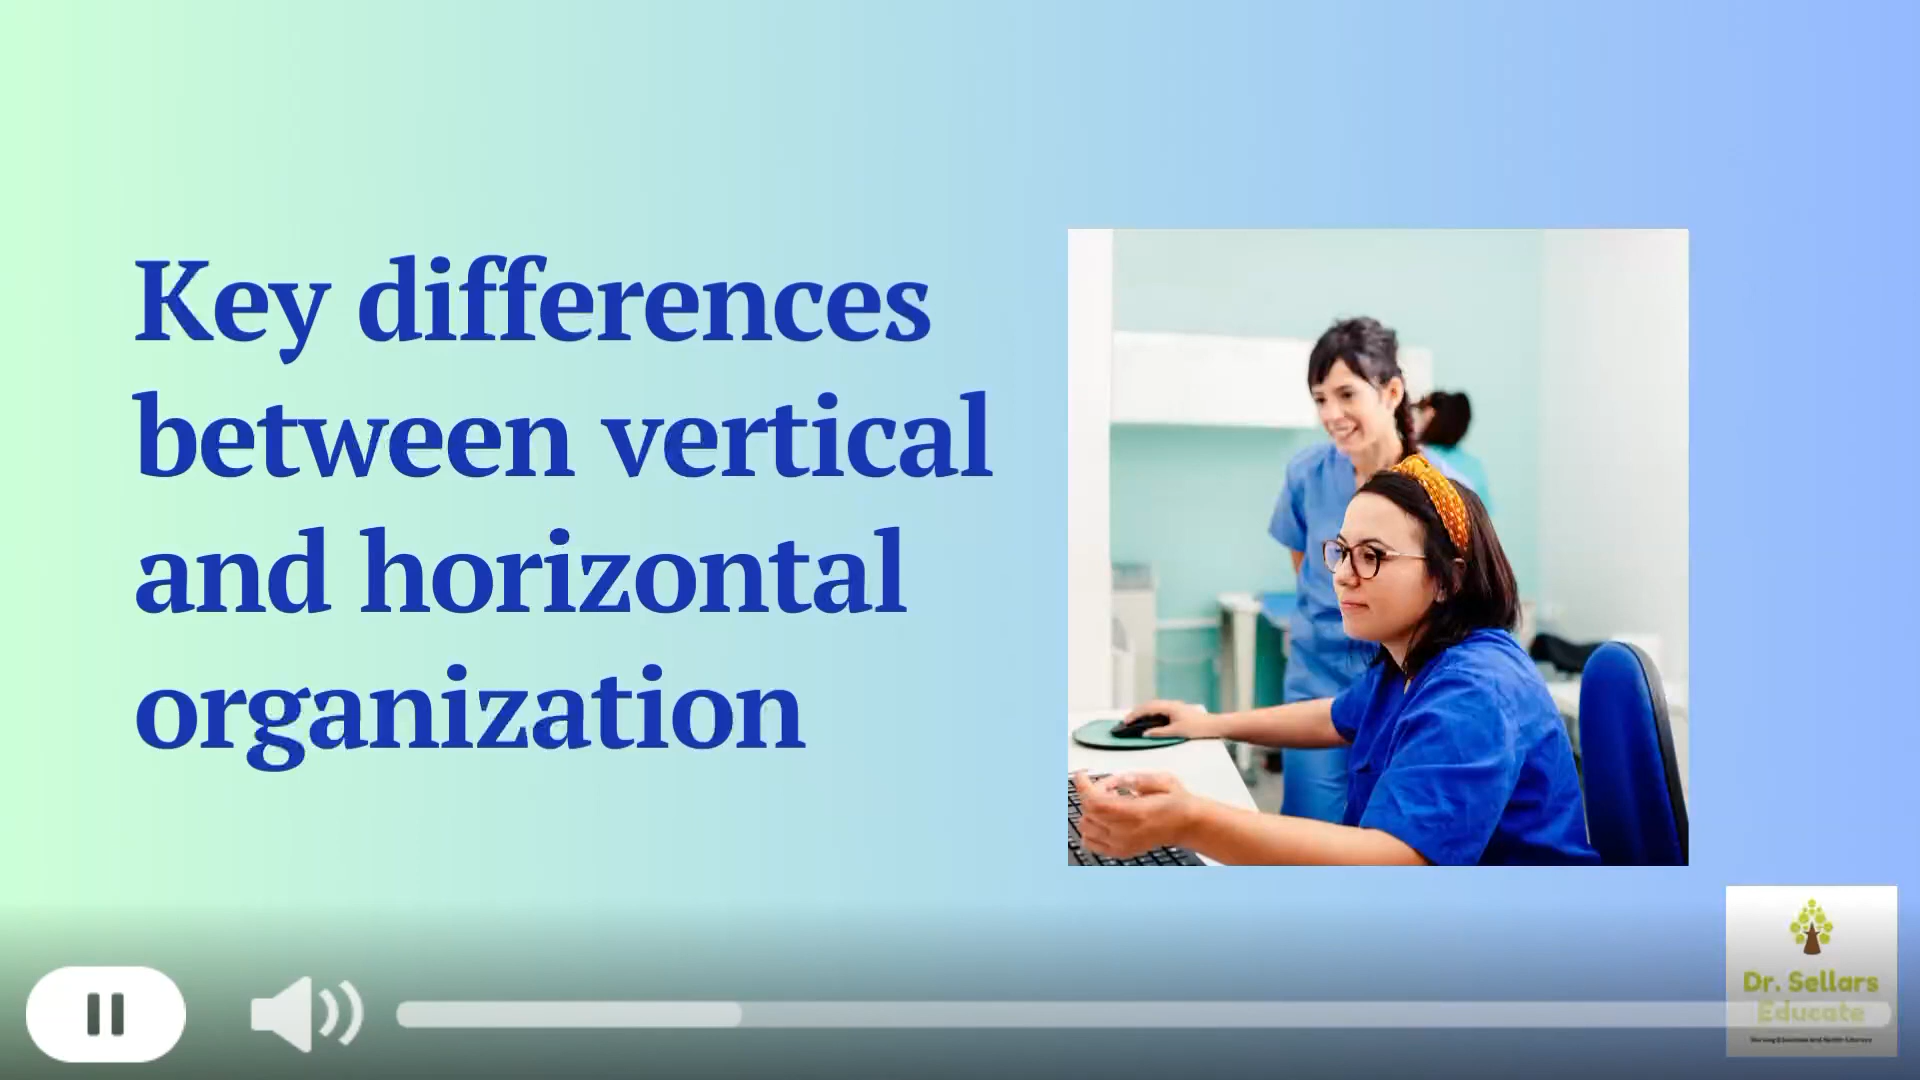 Key differences
between vertical
and horizontal
organization
Dr. Sellars
Educate